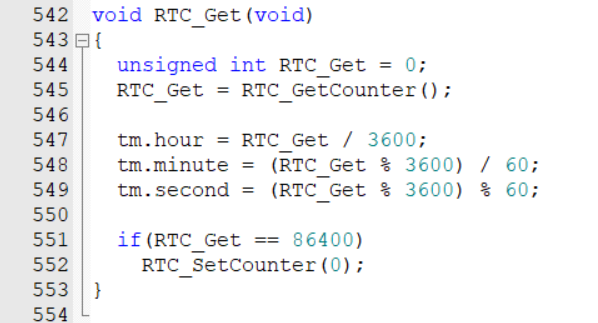 542 void RTC_Get(void)
543 {
544 unsigned int RTC_Get = 0;
545 RTC_Get = RTC_GetCounter();
546
547 tm.hour = RTC_Get / 3600;
548 tm.minute = (RTC_Get % 3600) / 60;
549 tm.second = (RTC_Get % 3600) % 60;
550
551 if(RTC_Get == 86400)
552 RTC_SetCounter(0);
553 }
554